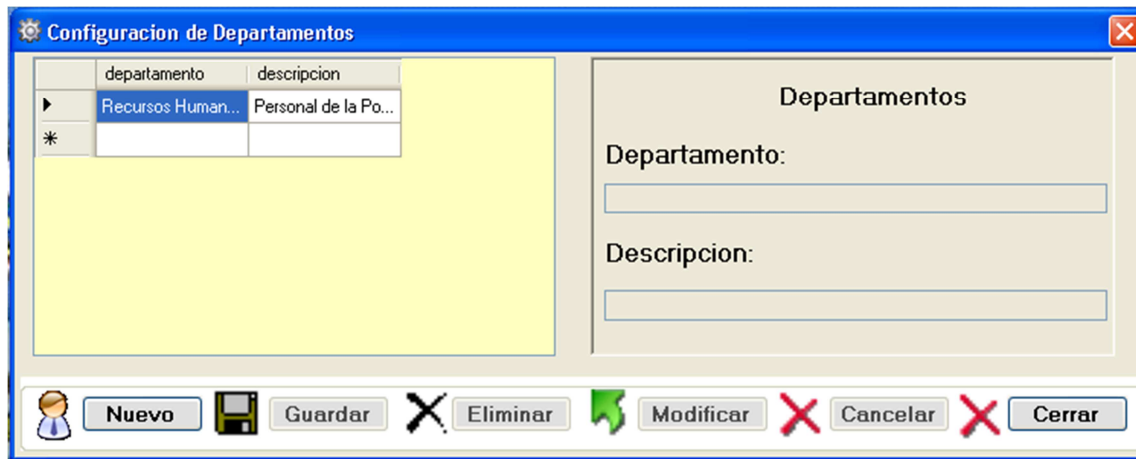 Configuracion de Departamentos
departamento descripcion
Recursos Human... Personal de la Po...
Departamentos
Departamento:
Descripcion:
Nuevo Guardar Eliminar Modificar Cancelar Cerrar